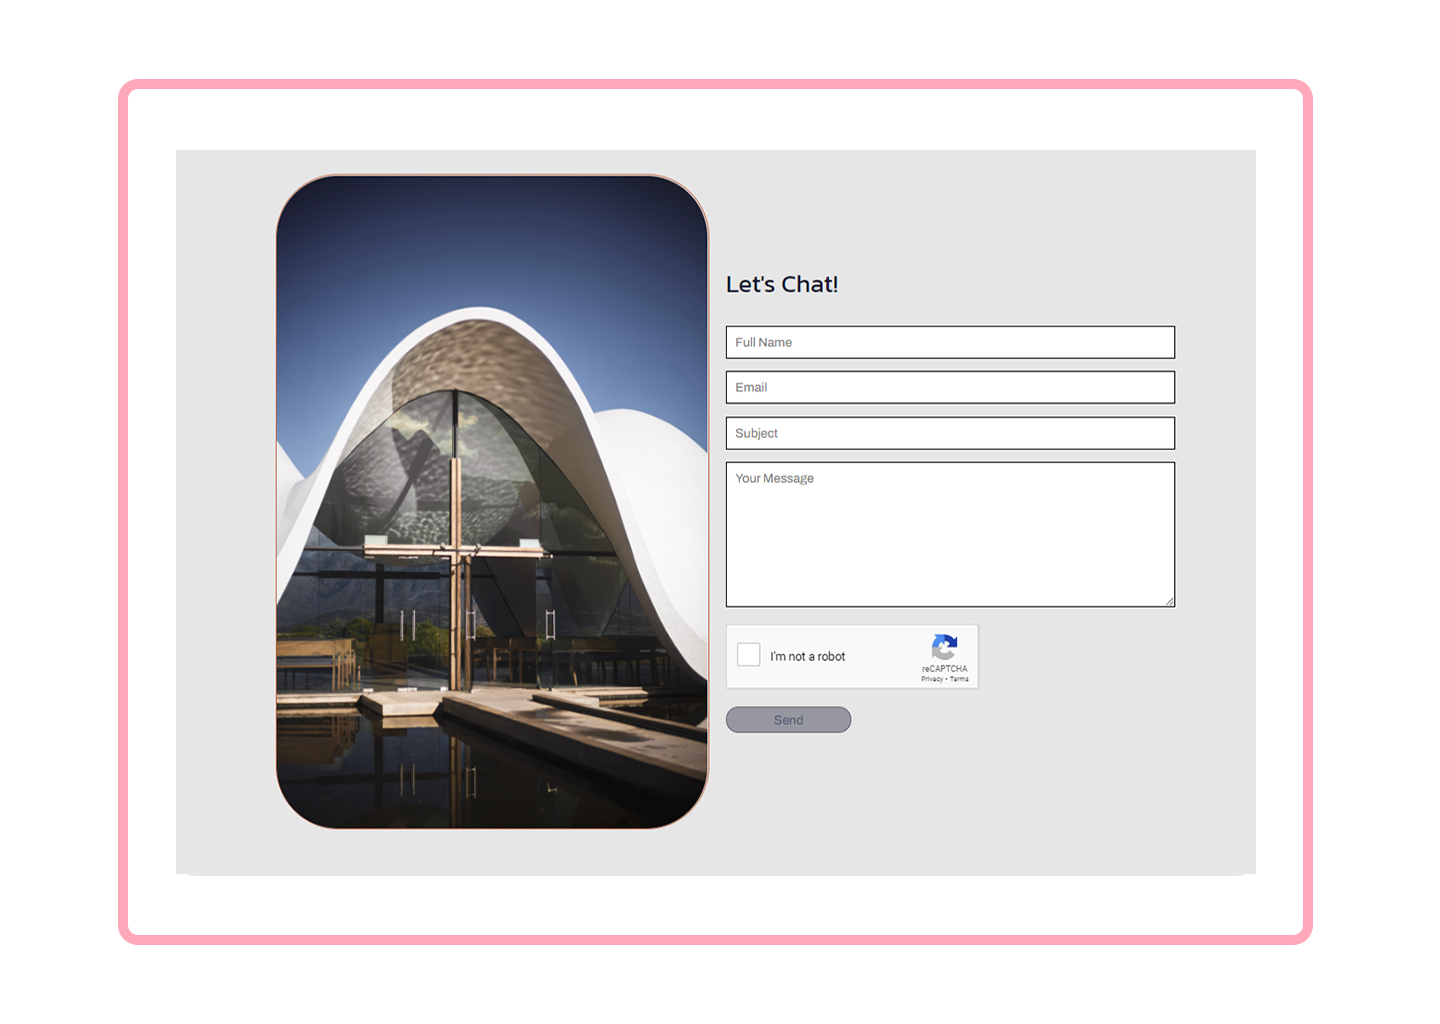 Let's Chat!
Full Name
Email
Subject
Your Message
I'm not a robot
reCAPTCHA
Privacy • Terms
Send